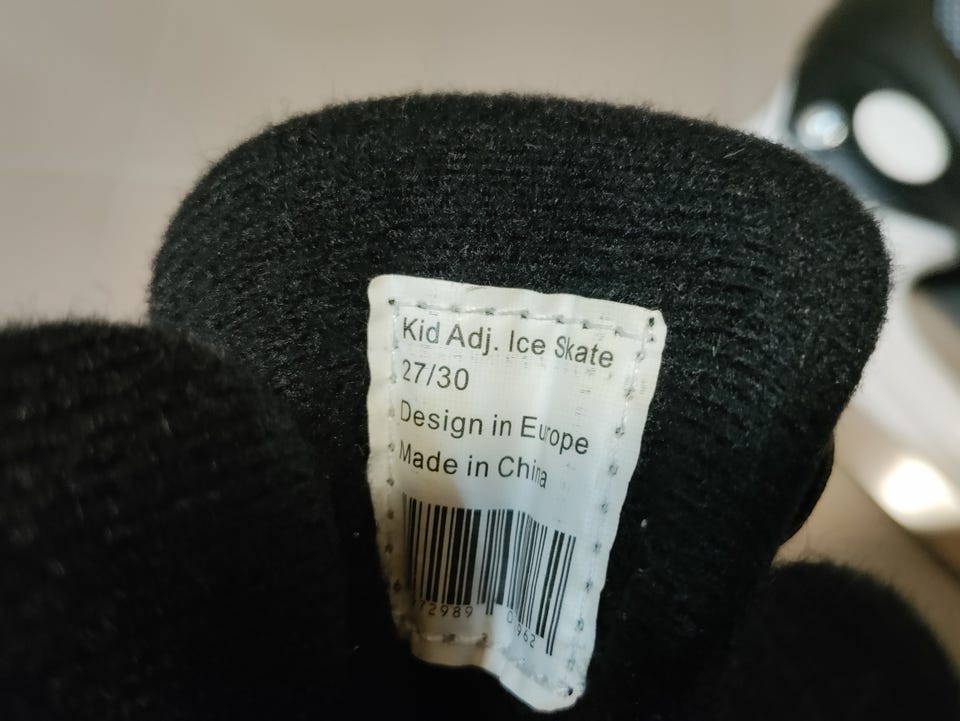 Kid Adj. Ice Skate
27/30
Design in Europe
Made in China